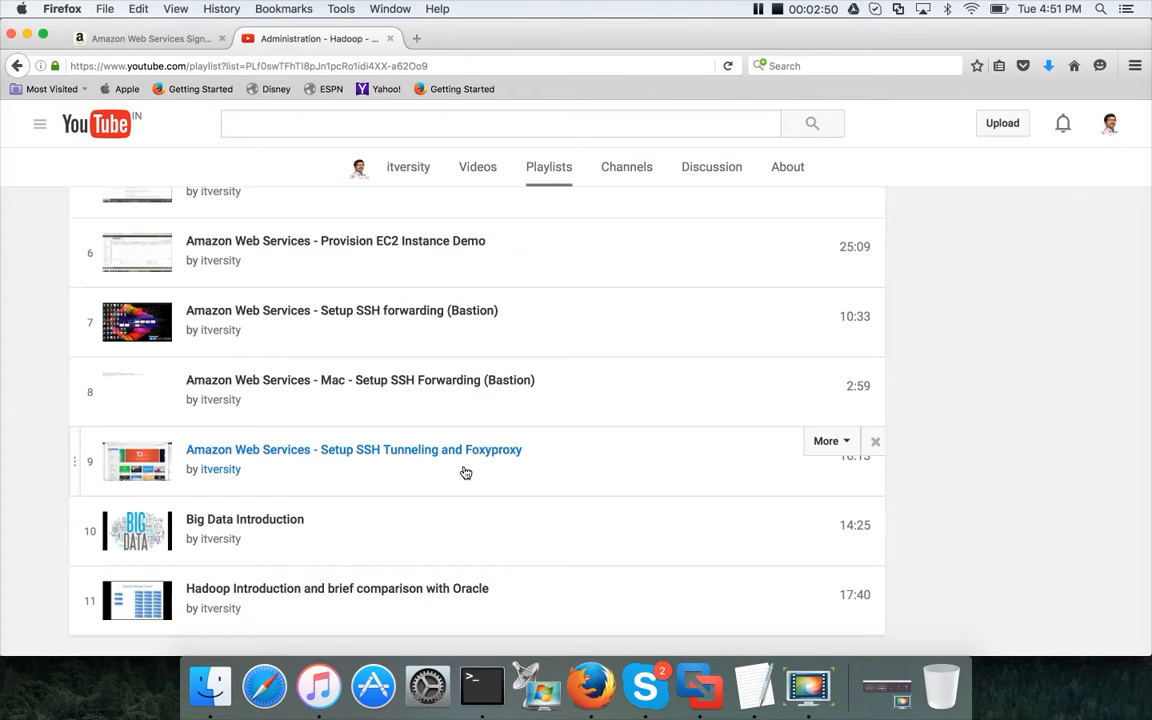 Firefox File Edit View History Bookmarks Tools Window Help 00:02:50 Tue 4:51 PM
Amazon Web Services Sign... Administration - Hadoop - ...
https://www.youtube.com/playlist?list=PLf0swTFhTI8pJn1pcRo1idi4XX-a62Oo9 Search
Most Visited Apple Getting Started Disney ESPN Yahoo! Getting Started
YouTube IN Upload
itversity Videos Playlists Channels Discussion About
by itversity
6 Amazon Web Services - Provision EC2 Instance Demo 25:09
by itversity
7 Amazon Web Services - Setup SSH forwarding (Bastion) 10:33
by itversity
8 Amazon Web Services - Mac - Setup SSH Forwarding (Bastion) 2:59
by itversity
9 Amazon Web Services - Setup SSH Tunneling and Foxyproxy More
by itversity
10 Big Data Introduction 14:25
BIG DATA
by itversity
11 Hadoop Introduction and brief comparison with Oracle 17:40
by itversity
2